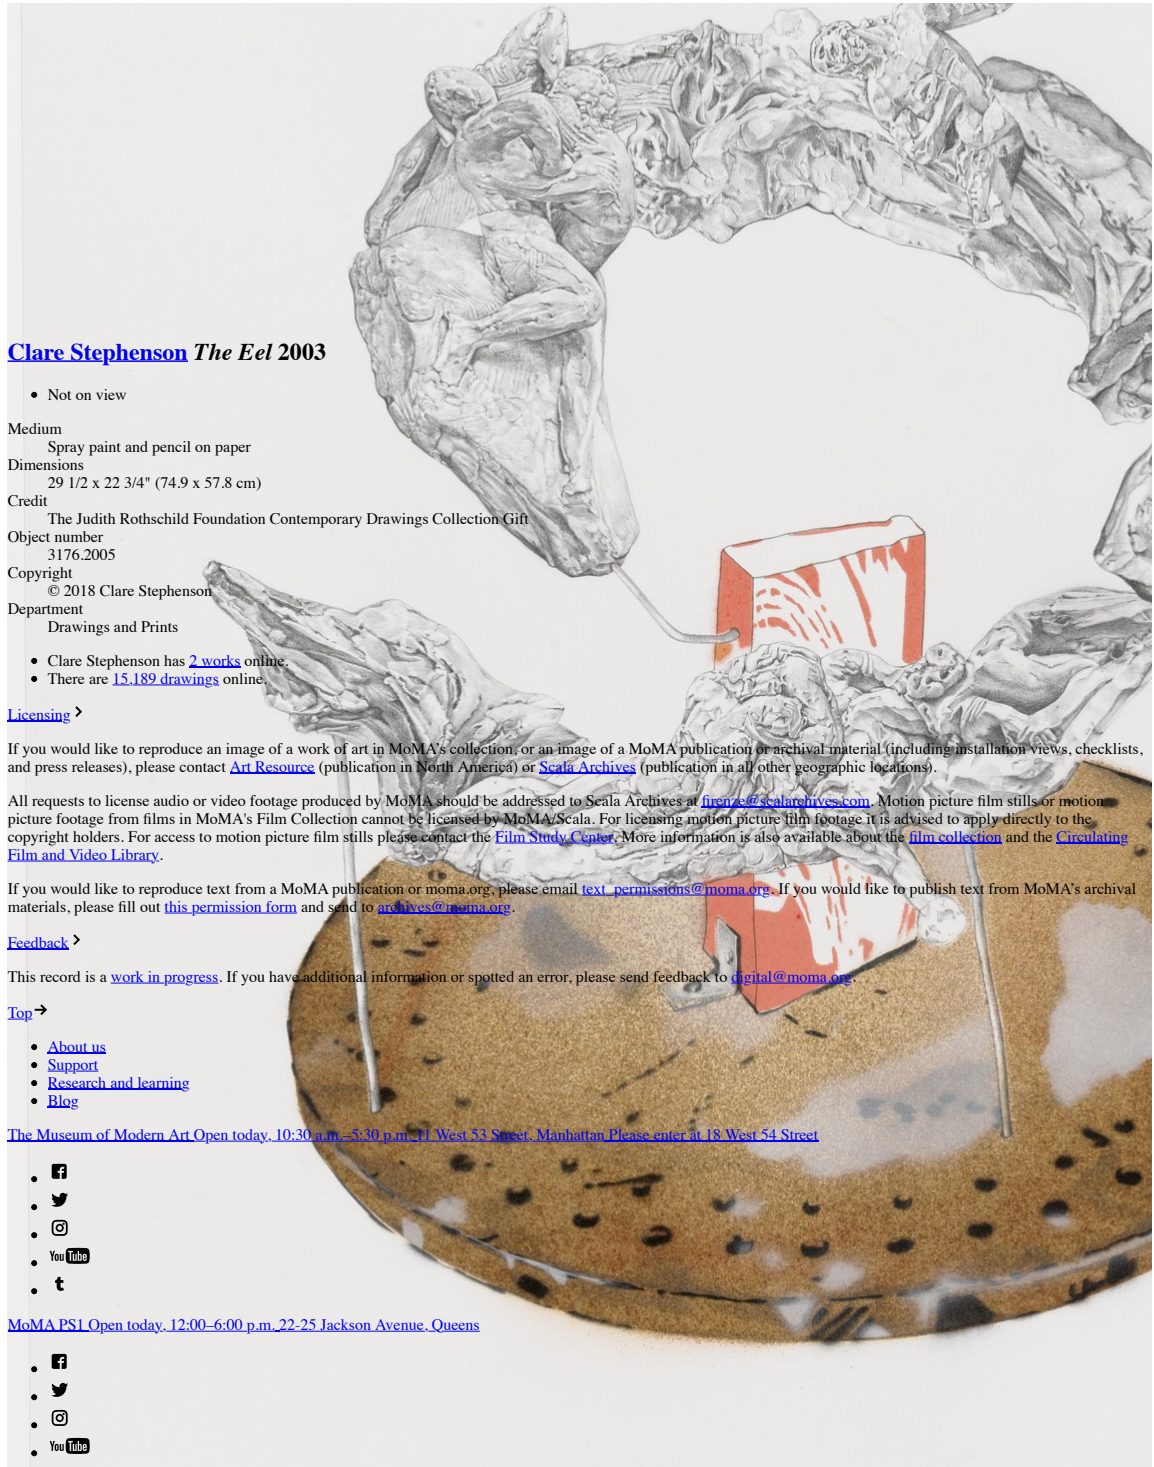 Clare Stephenson The Eel 2003
Not on view
Medium
Spray paint and pencil on paper
Dimensions
29 1/2 x 22 3/4" (74.9 x 57.8 cm)
Credit
The Judith Rothschild Foundation Contemporary Drawings Collection Gift
Object number
3176.2005
Copyright
© 2018 Clare Stephenson
Department
Drawings and Prints
Clare Stephenson has 2 works online.
There are 15,189 drawings online.
Licensing
If you would like to reproduce an image of a work of art in MoMA’s collection, or an image of a MoMA publication or archival material (including installation views, checklists,
and press releases), please contact Art Resource (publication in North America) or Scala Archives (publication in all other geographic locations).
All requests to license audio or video footage produced by MoMA should be addressed to Scala Archives at firenze@scalarchives.com. Motion picture film stills or motion
picture footage from films in MoMA's Film Collection cannot be licensed by MoMA/Scala. For licensing motion picture film footage it is advised to apply directly to the
copyright holders. For access to motion picture film stills please contact the Film Study Center. More information is also available about the film collection and the Circulating
Film and Video Library.
If you would like to reproduce text from a MoMA publication or moma.org, please email text_permissions@moma.org. If you would like to publish text from MoMA’s archival
materials, please fill out this permission form and send to archives@moma.org.
Feedback
This record is a work in progress. If you have additional information or spotted an error, please send feedback to digital@moma.org.
Top
About us
Support
Research and learning
Blog
The Museum of Modern Art Open today, 10:30 a.m.–5:30 p.m. 11 West 53 Street, Manhattan Please enter at 18 West 54 Street
YouTube
MoMA PS1 Open today, 12:00–6:00 p.m. 22-25 Jackson Avenue, Queens
YouTube